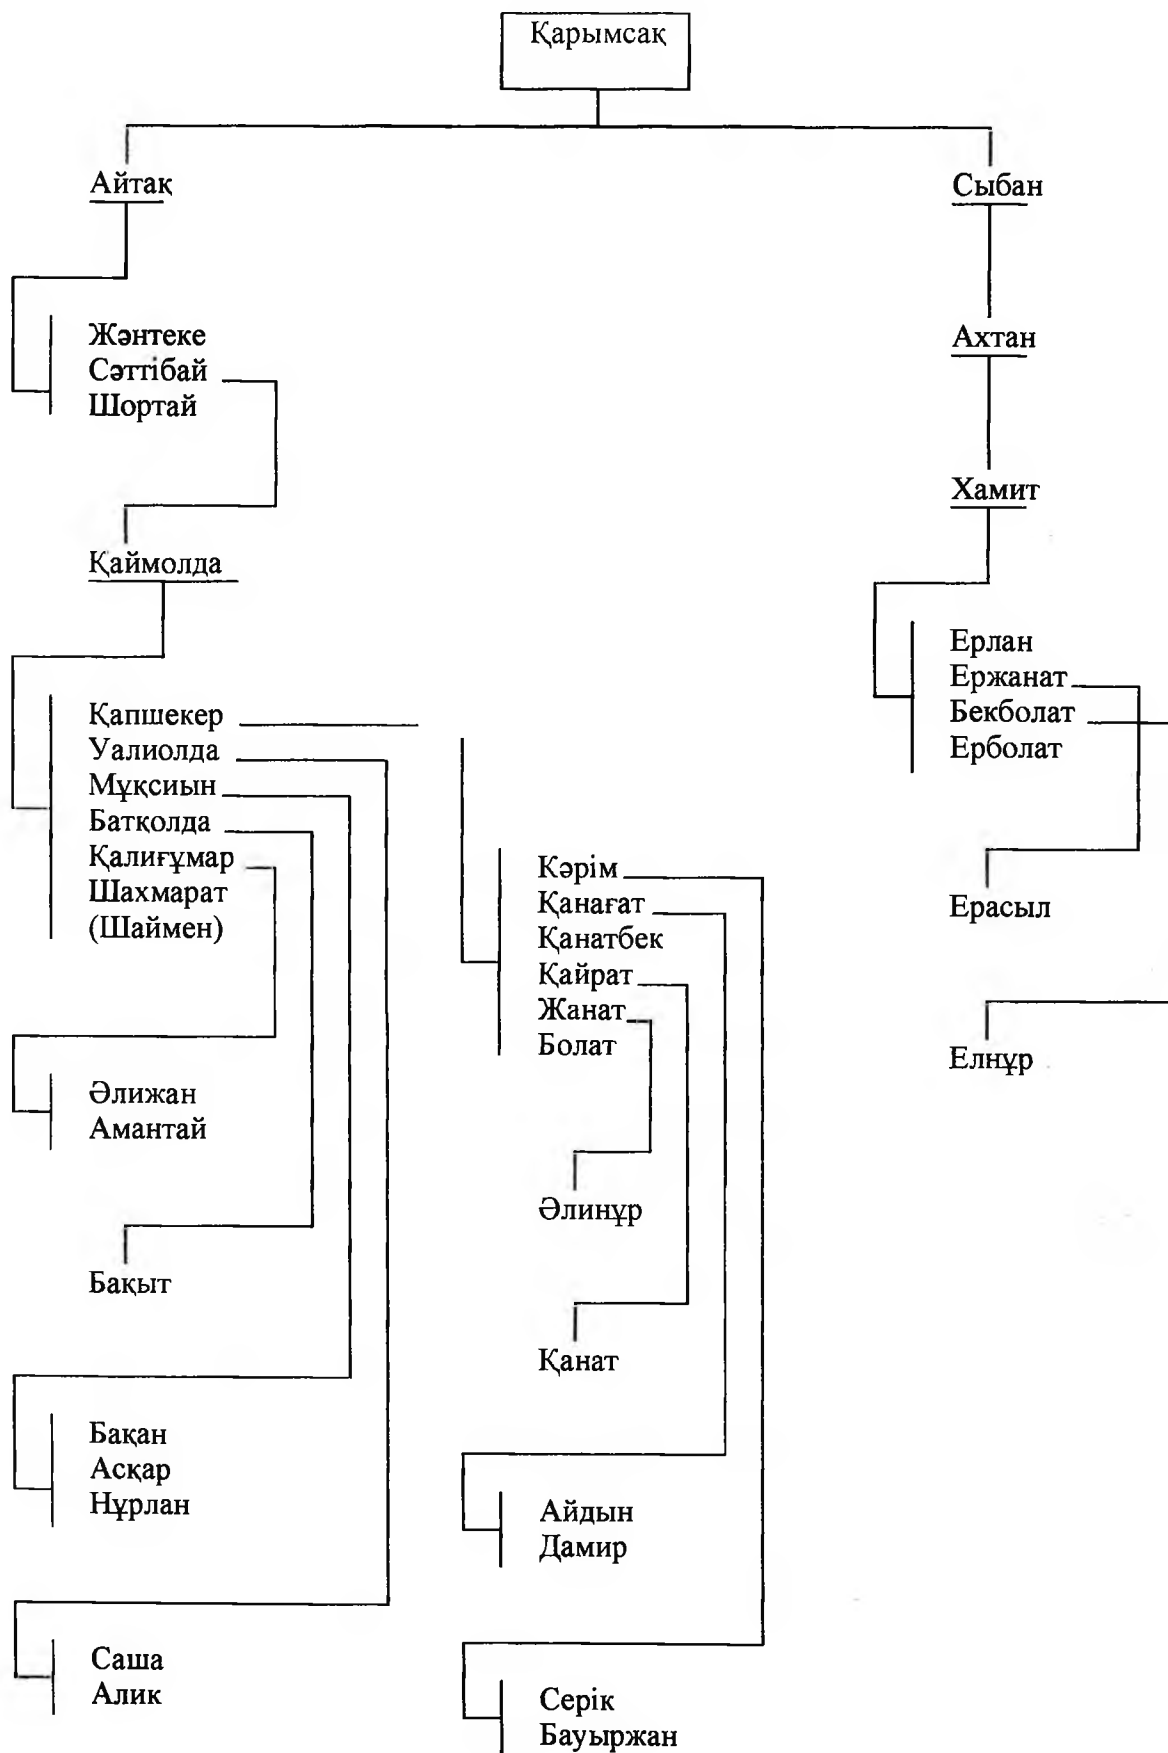 Қарымсақ
Айтақ
Сыбан
Жәнтеке
Сәттібай
Шортай
Ахтан
Хамит
Қаймолда
Ерлан
Ержанат
Бекболат
Ерболат
Қапшекер
Уалиолда
Мұқсиын
Батқолда
Қалиғұмар
Шахмарат
(Шаймен)
Кәрім
Қанағат
Қанатбек
Қайрат
Жанат
Болат
Ерасыл
Елнұр
Әлижан
Амантай
Әлинұр
Бақыт
Қанат
Бақан
Асқар
Нұрлан
Айдын
Дамир
Саша
Алик
Серік
Бауыржан